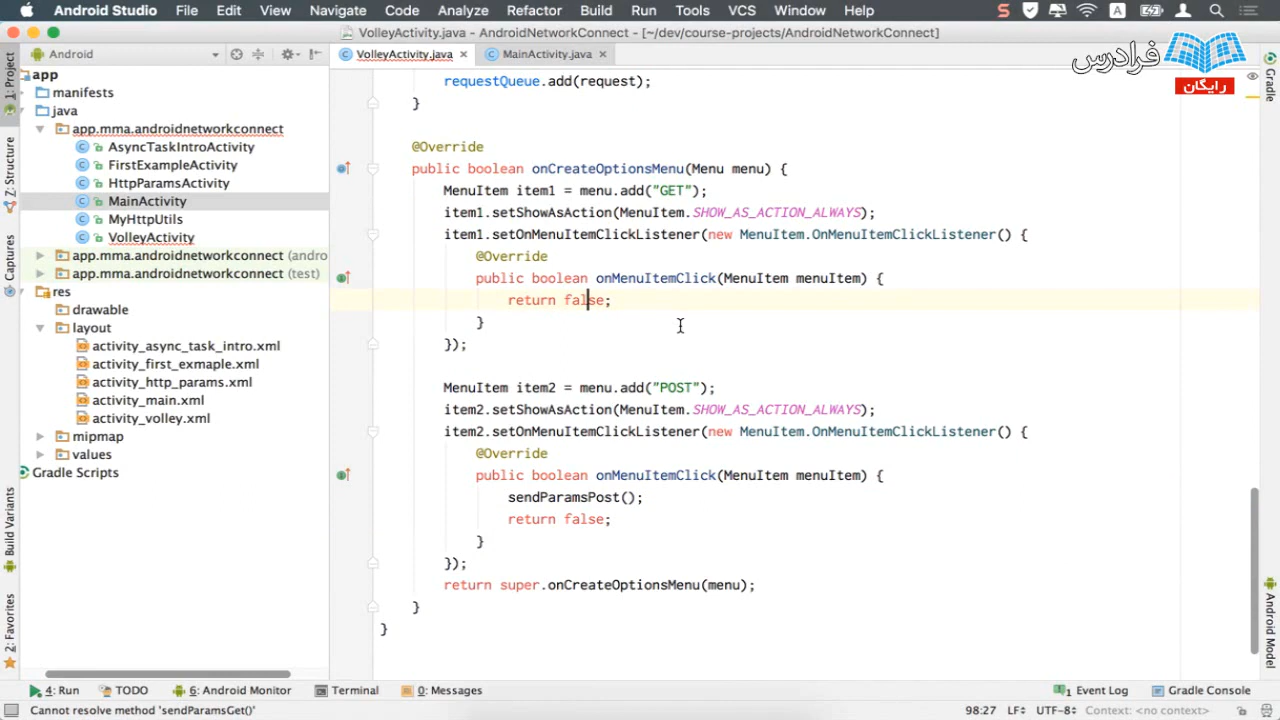 Android Studio File Edit View Navigate Code Analyze Refactor Build Run Tools VCS Window Help
VolleyActivity.java - AndroidNetworkConnect - [~/dev/course-projects/AndroidNetworkConnect]
Android
VolleyActivity.java
MainActivity.java
فرادرس
رایگان
1: Project
Z: Structure
Captures
Build Variants
2: Favorites
app
manifests
java
app.mma.androidnetworkconnect
AsyncTaskIntroActivity
FirstExampleActivity
HttpParamsActivity
MainActivity
MyHttpUtils
VolleyActivity
app.mma.androidnetworkconnect (andro
app.mma.androidnetworkconnect (test)
res
drawable
layout
activity_async_task_intro.xml
activity_first_exmaple.xml
activity_http_params.xml
activity_main.xml
activity_volley.xml
mipmap
values
Gradle Scripts
requestQueue.add(request);
}
@Override
public boolean onCreateOptionsMenu(Menu menu) {
MenuItem item1 = menu.add("GET");
item1.setShowAsAction(MenuItem.SHOW_AS_ACTION_ALWAYS);
item1.setOnMenuItemClickListener(new MenuItem.OnMenuItemClickListener() {
@Override
public boolean onMenuItemClick(MenuItem menuItem) {
return false;
}
});
MenuItem item2 = menu.add("POST");
item2.setShowAsAction(MenuItem.SHOW_AS_ACTION_ALWAYS);
item2.setOnMenuItemClickListener(new MenuItem.OnMenuItemClickListener() {
@Override
public boolean onMenuItemClick(MenuItem menuItem) {
sendParamsPost();
return false;
}
});
return super.onCreateOptionsMenu(menu);
}
}
Gradle
Android Model
4: Run TODO 6: Android Monitor Terminal 0: Messages 1 Event Log Gradle Console
Cannot resolve method 'sendParamsGet()' 98:27 LF÷ UTF-8÷ Context: <no context>